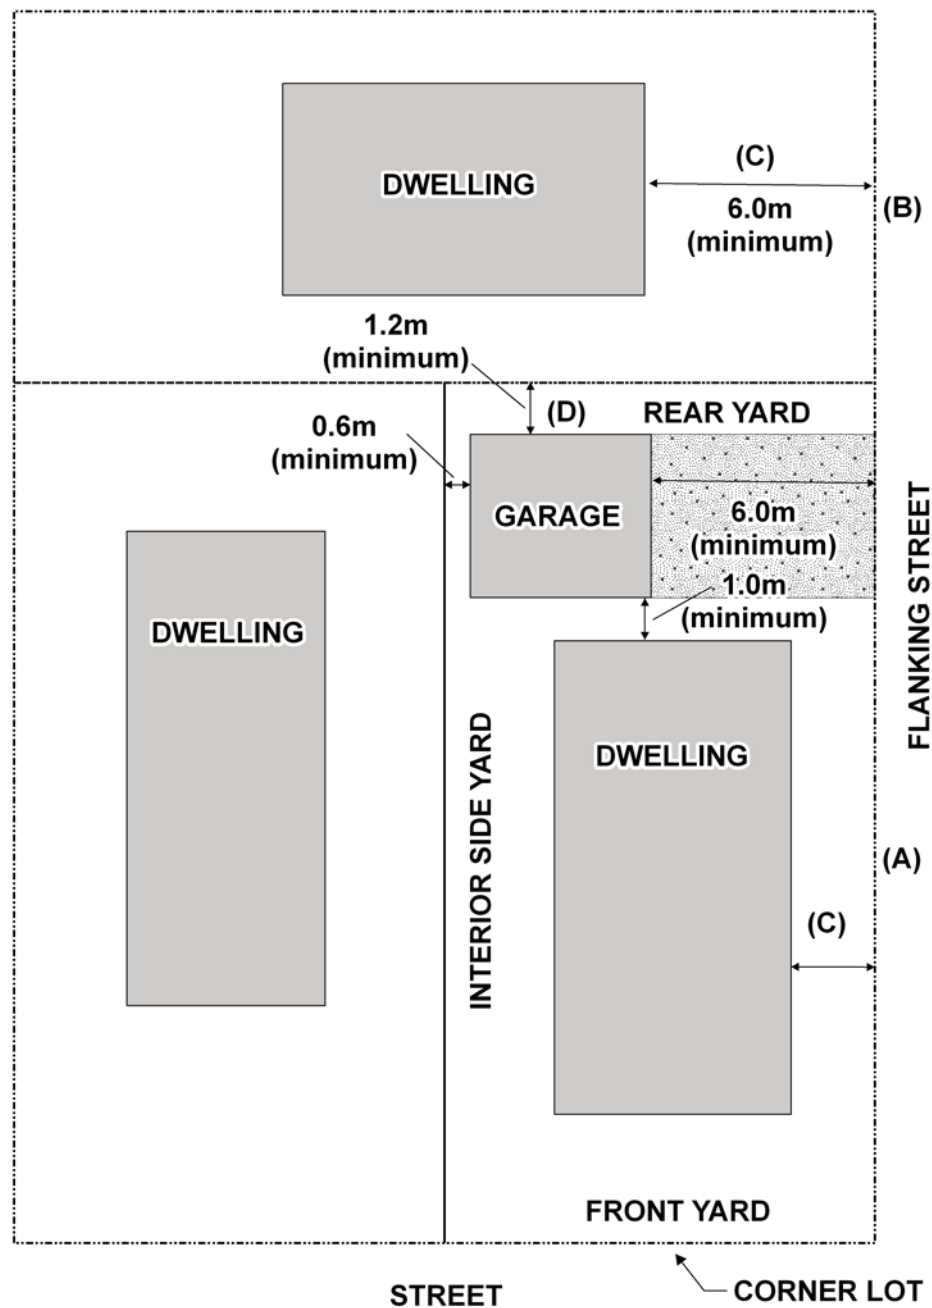 (C)
DWELLING
6.0m
(minimum)
(B)
1.2m
(minimum)
(D)
REAR YARD
0.6m
(minimum)
GARAGE
6.0m
(minimum)
1.0m
(minimum)
FLANKING STREET
DWELLING
DWELLING
INTERIOR SIDE YARD
(A)
(C)
FRONT YARD
STREET
CORNER LOT